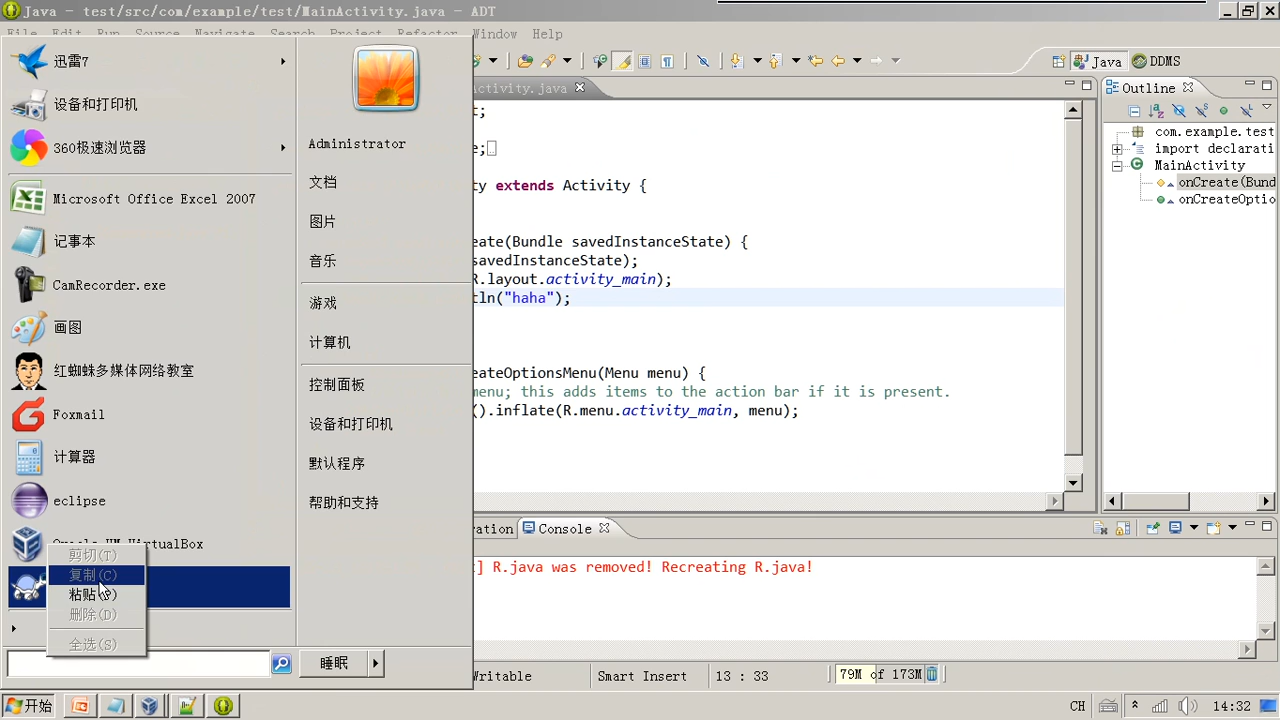 Java - test/src/com/example/test/MainActivity.java - ADT
Window Help
迅雷7
设备和打印机
360极速浏览器
Microsoft Office Excel 2007
记事本
CamRecorder.exe
画图
红蜘蛛多媒体网络教室
Foxmail
计算器
eclipse
Oracle VM VirtualBox
剪切(T)
复制(C)
粘贴(P)
删除(D)
全选(S)
Administrator
文档
图片
音乐
游戏
计算机
控制面板
设备和打印机
默认程序
帮助和支持
睡眠
Activity.java
t;
e;
ty extends Activity {
eate(Bundle savedInstanceState) {
savedInstanceState);
R.layout.activity_main);
tln("haha");
eateOptionsMenu(Menu menu) {
menu; this adds items to the action bar if it is present.
().inflate(R.menu.activity_main, menu);
Java
DDMS
Outline
com.example.test
import declarati
MainActivity
onCreate(Bund
onCreateOptio
ration
Console
t] R.java was removed! Recreating R.java!
Writable
Smart Insert
13 : 33
79M of 173M
开始
CH
14:32